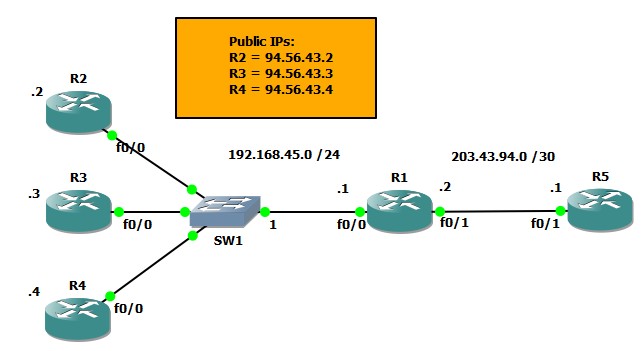 Public IPs:
R2 = 94.56.43.2
R3 = 94.56.43.3
R4 = 94.56.43.4
R2
.2
f0/0
192.168.45.0 /24
203.43.94.0 /30
R3
.3
f0/0
SW1
1
.1
R1
.2
f0/0
f0/1
.1
R5
f0/1
R4
.4
f0/0